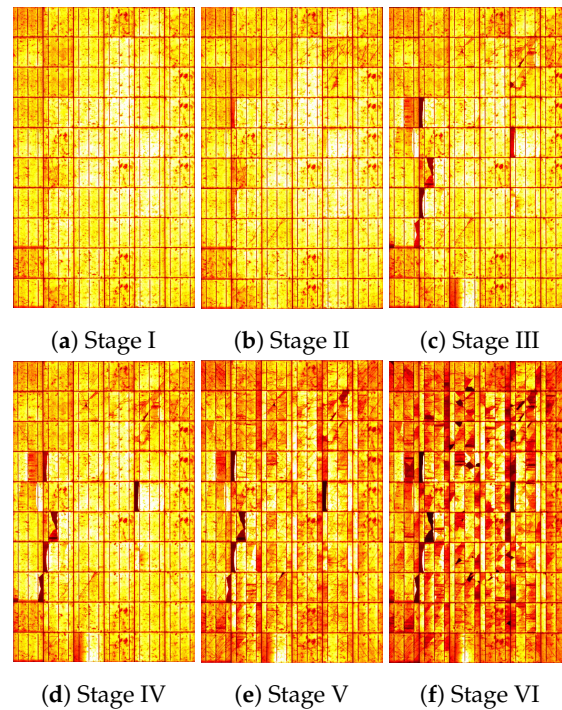 (a) Stage I
(b) Stage II
(c) Stage III
(d) Stage IV
(e) Stage V
(f) Stage VI